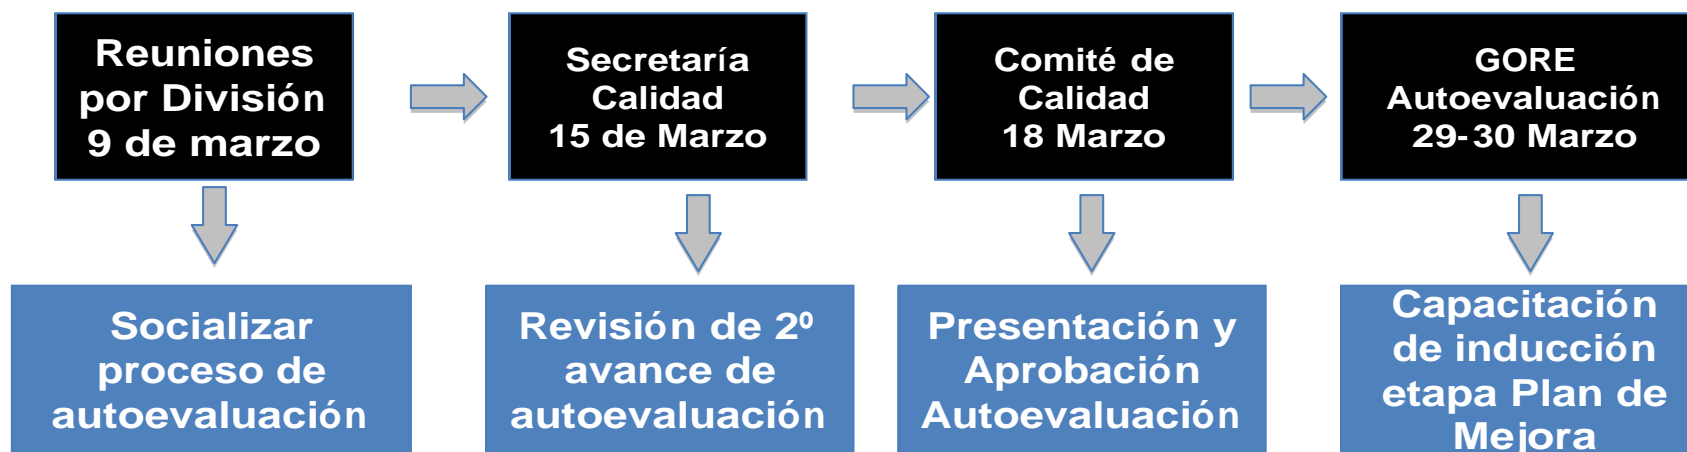 Reuniones
por División
9 de marzo
Secretaría
Calidad
15 de Marzo
Comité de
Calidad
18 Marzo
GORE
Autoevaluación
29-30 Marzo
Socializar
proceso de
autoevaluación
Revisión de 2º
avance de
autoevaluación
Presentación y
Aprobación
Autoevaluación
Capacitación
de inducción
etapa Plan de
Mejora